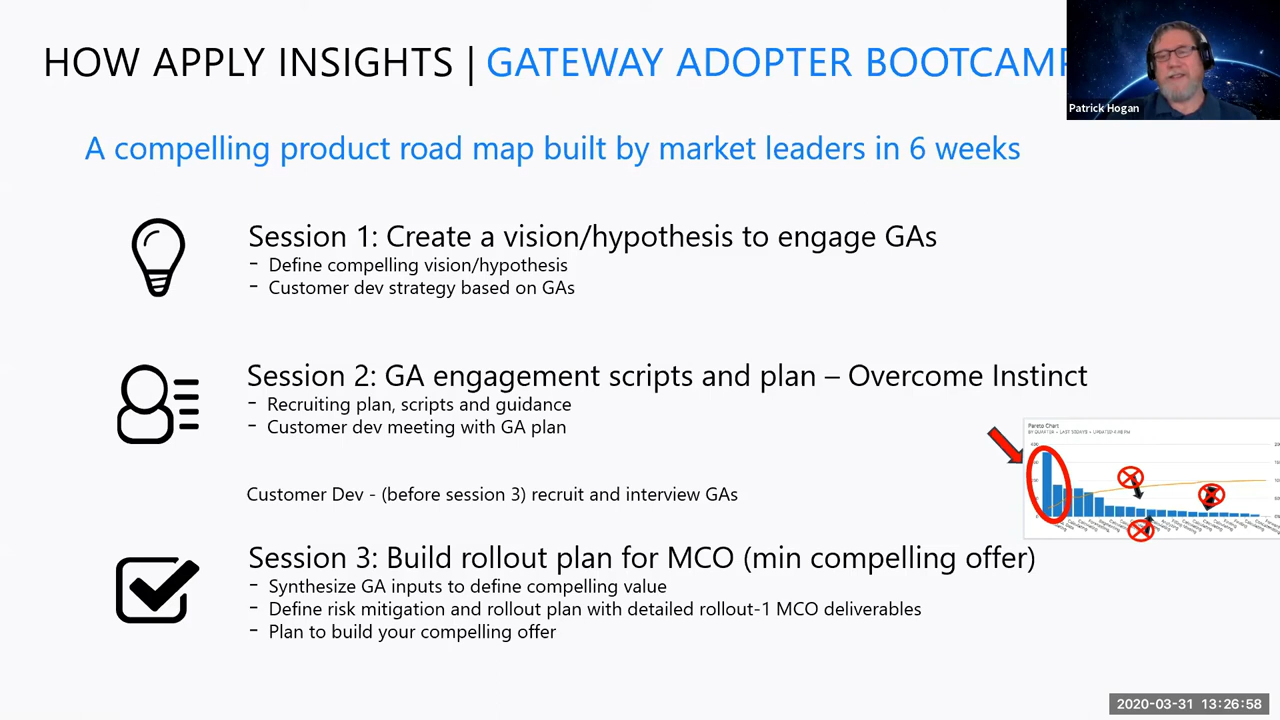 HOW APPLY INSIGHTS | GATEWAY ADOPTER BOOTCAMP
Patrick Hogan
A compelling product road map built by market leaders in 6 weeks
Session 1: Create a vision/hypothesis to engage GAs
- Define compelling vision/hypothesis
- Customer dev strategy based on GAs
Session 2: GA engagement scripts and plan – Overcome Instinct
- Recruiting plan, scripts and guidance
- Customer dev meeting with GA plan
Pareto Chart
Customer Dev - (before session 3) recruit and interview GAs
Session 3: Build rollout plan for MCO (min compelling offer)
- Synthesize GA inputs to define compelling value
- Define risk mitigation and rollout plan with detailed rollout-1 MCO deliverables
- Plan to build your compelling offer
2020-03-31 13:26:58